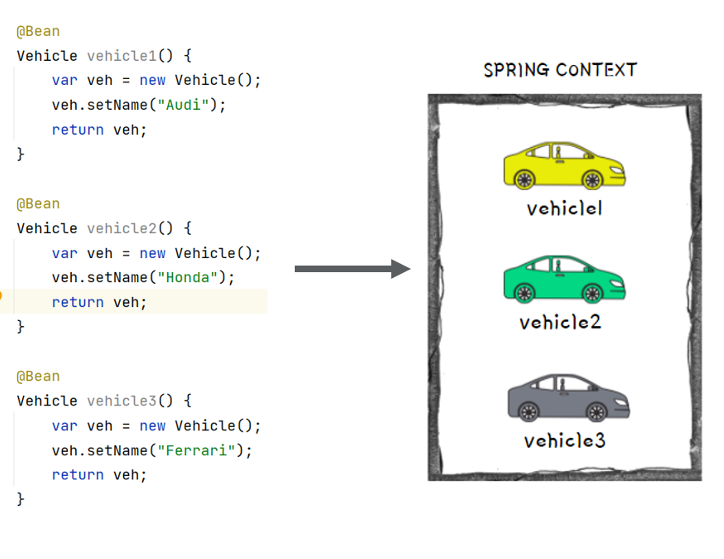 @Bean
Vehicle vehicle1() {
    var veh = new Vehicle();
    veh.setName("Audi");
    return veh;
}
@Bean
Vehicle vehicle2() {
    var veh = new Vehicle();
    veh.setName("Honda");
    return veh;
}
@Bean
Vehicle vehicle3() {
    var veh = new Vehicle();
    veh.setName("Ferrari");
    return veh;
}
SPRING CONTEXT
vehicle1
vehicle2
vehicle3